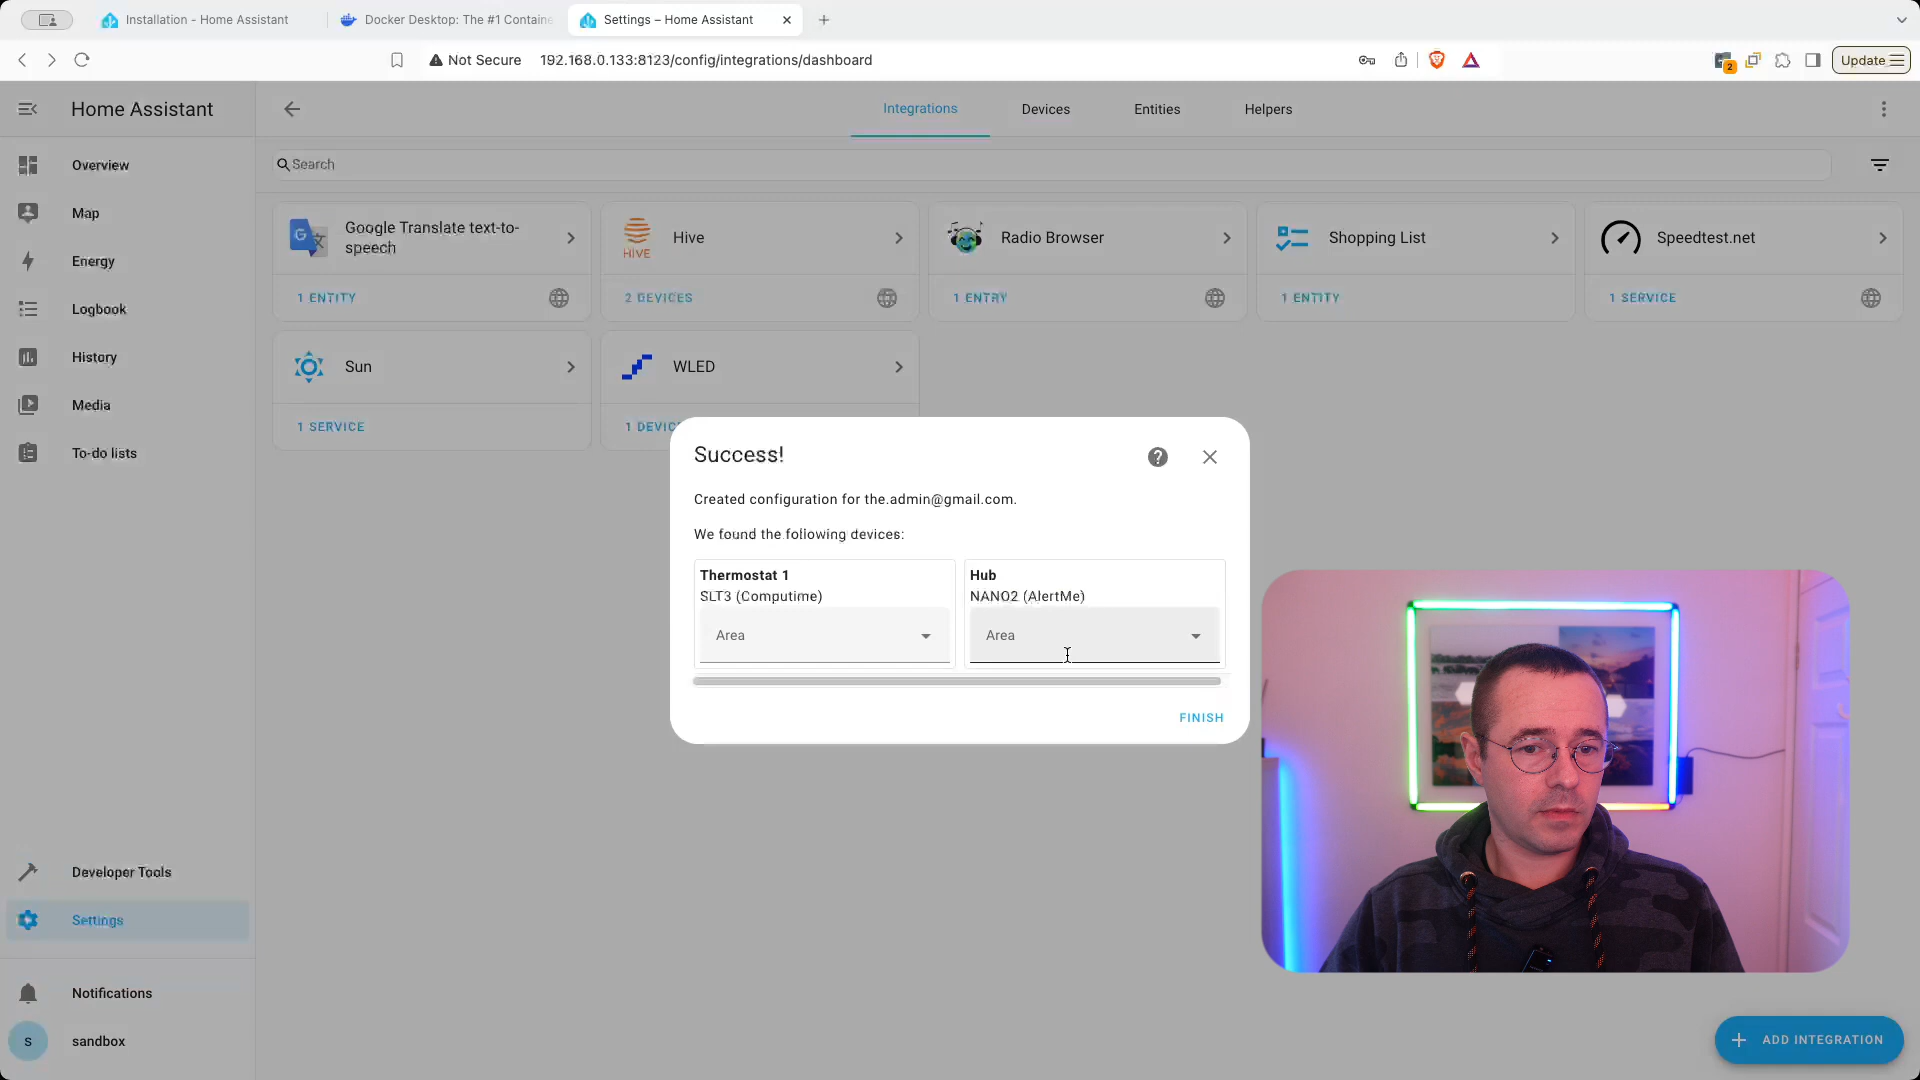 Installation - Home Assistant
Docker Desktop: The #1 Containe
Settings – Home Assistant
Not Secure
192.168.0.133:8123/config/integrations/dashboard
2
Update
Home Assistant
Integrations
Devices
Entities
Helpers
Overview
Map
Energy
Logbook
History
Media
To-do lists
Developer Tools
Settings
Notifications
S
sandbox
Search
G
Google Translate text-to-
speech
1 ENTITY
HIVE
Hive
2 DEVICES
Radio Browser
1 ENTRY
Shopping List
1 ENTITY
Speedtest.net
1 SERVICE
Sun
1 SERVICE
WLED
1 DEVIC
Success!
Created configuration for the.admin@gmail.com.
We found the following devices:
Thermostat 1
SLT3 (Computime)
Area
Hub
NANO2 (AlertMe)
Area
FINISH
ADD INTEGRATION